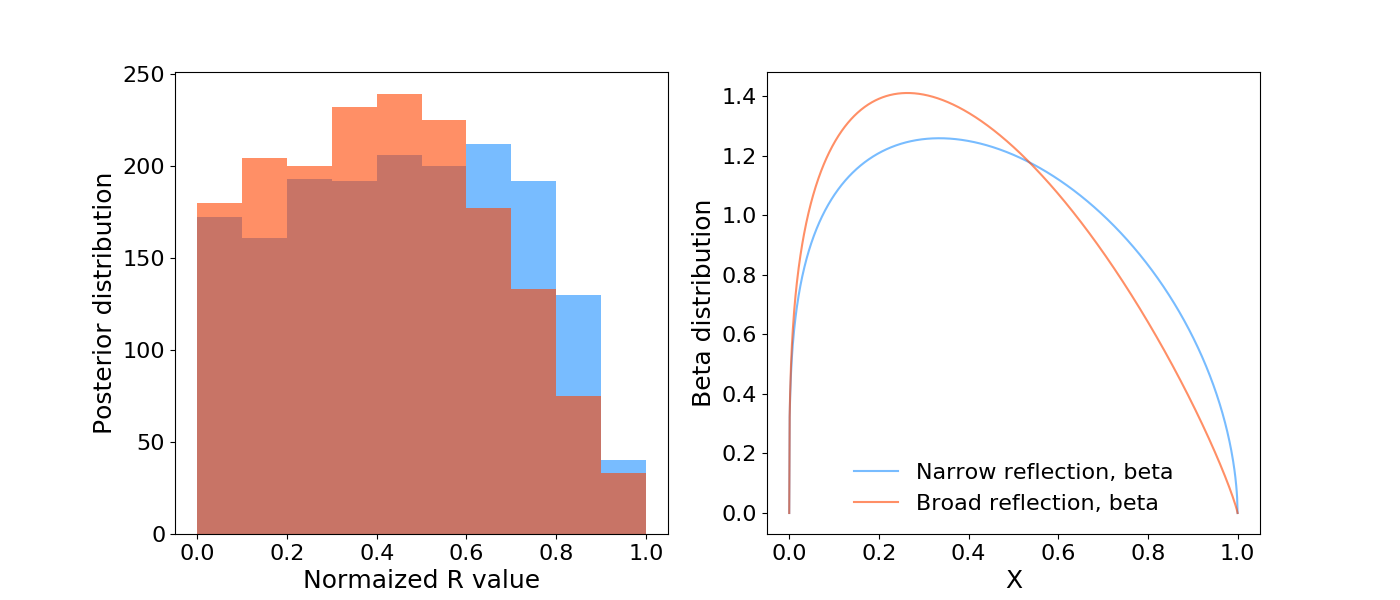 Posterior distribution
250
200
150
100
50
0
0.0 0.2 0.4 0.6 0.8 1.0
Normaized R value
Beta distribution
1.4
1.2
1.0
0.8
0.6
0.4
0.2
0.0
Narrow reflection, beta
Broad reflection, beta
0.0 0.2 0.4 0.6 0.8 1.0
X